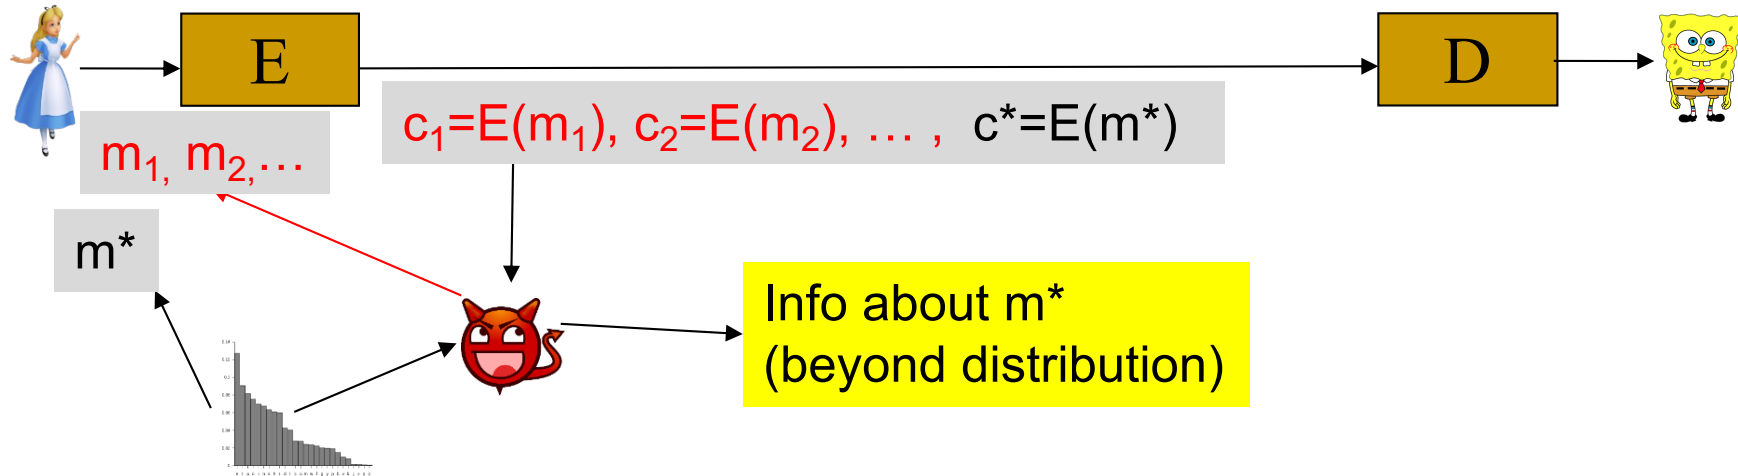 E
D
c₁=E(m₁), c₂=E(m₂), … , c*=E(m*)
m₁, m₂,…
m*
Info about m*
(beyond distribution)